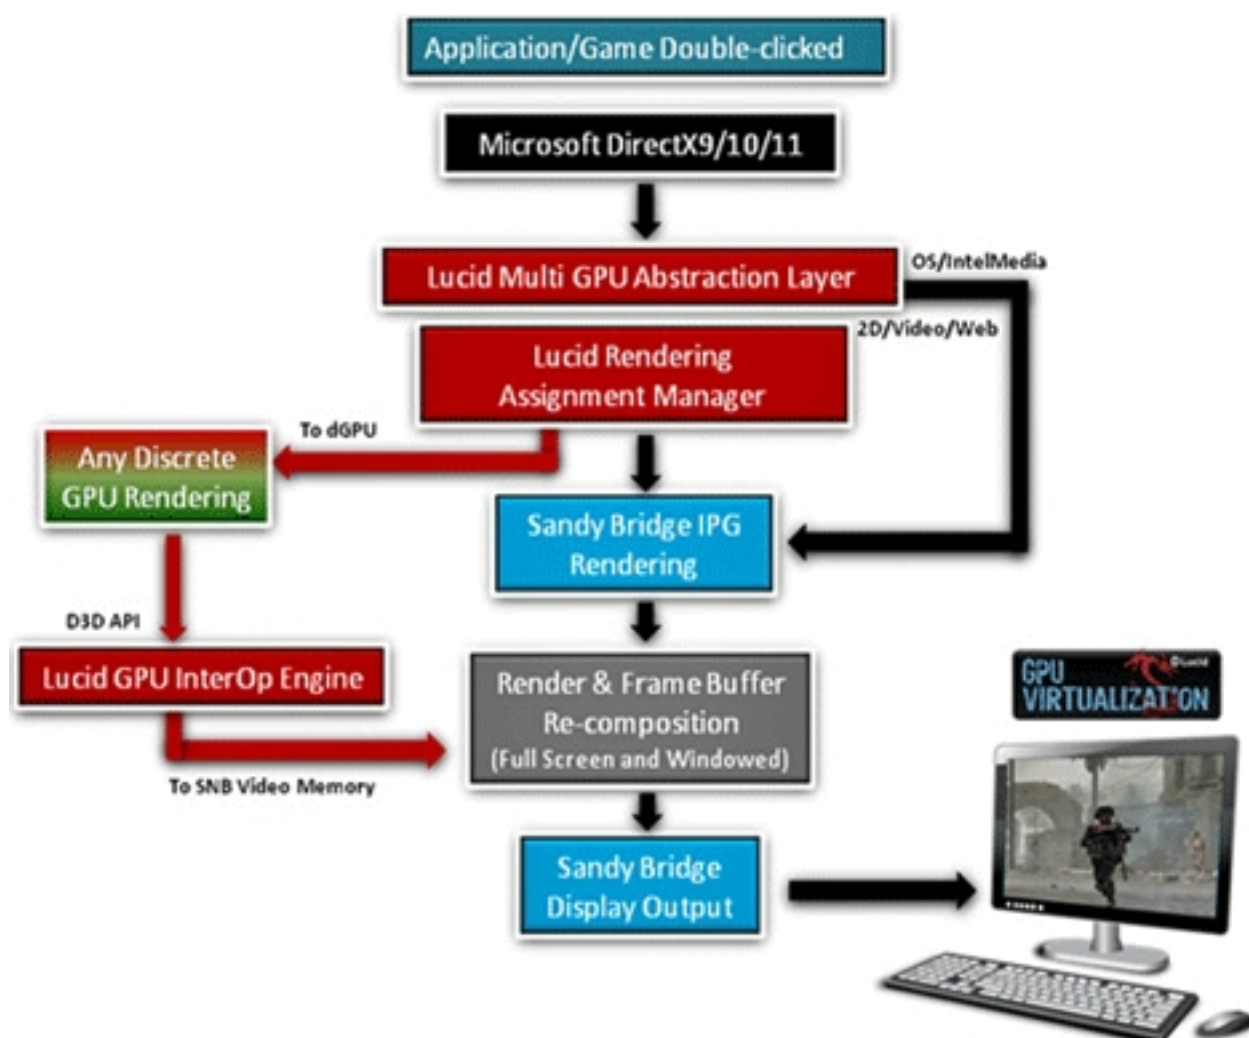 Application/Game Double-clicked
Microsoft DirectX9/10/11
Lucid Multi GPU Abstraction Layer
OS/IntelMedia
2D/Video/Web
Lucid Rendering
Assignment Manager
To dGPU
Any Discrete
GPU Rendering
Sandy Bridge IPG
Rendering
D3D API
Lucid GPU InterOp Engine
Render & Frame Buffer
Re-composition
(Full Screen and Windowed)
To SNB Video Memory
Lucid
GPU
VIRTUALIZATION
Sandy Bridge
Display Output